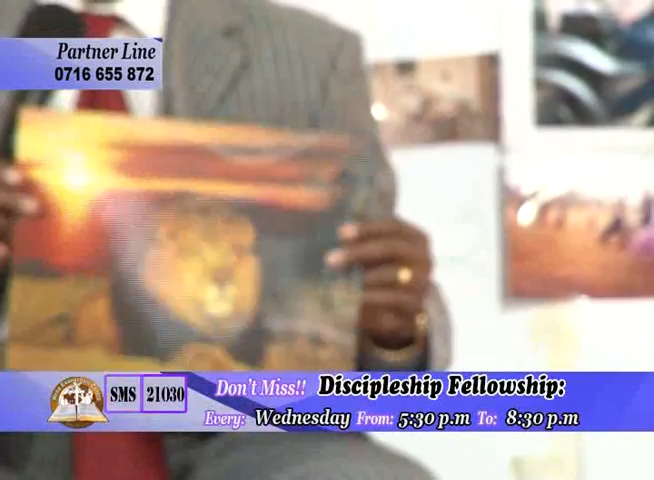 Partner Line
0716 655 872
SMS 21030
Don't Miss!! Discipleship Fellowship:
Every: Wednesday From: 5:30 p.m To: 8:30 p.m